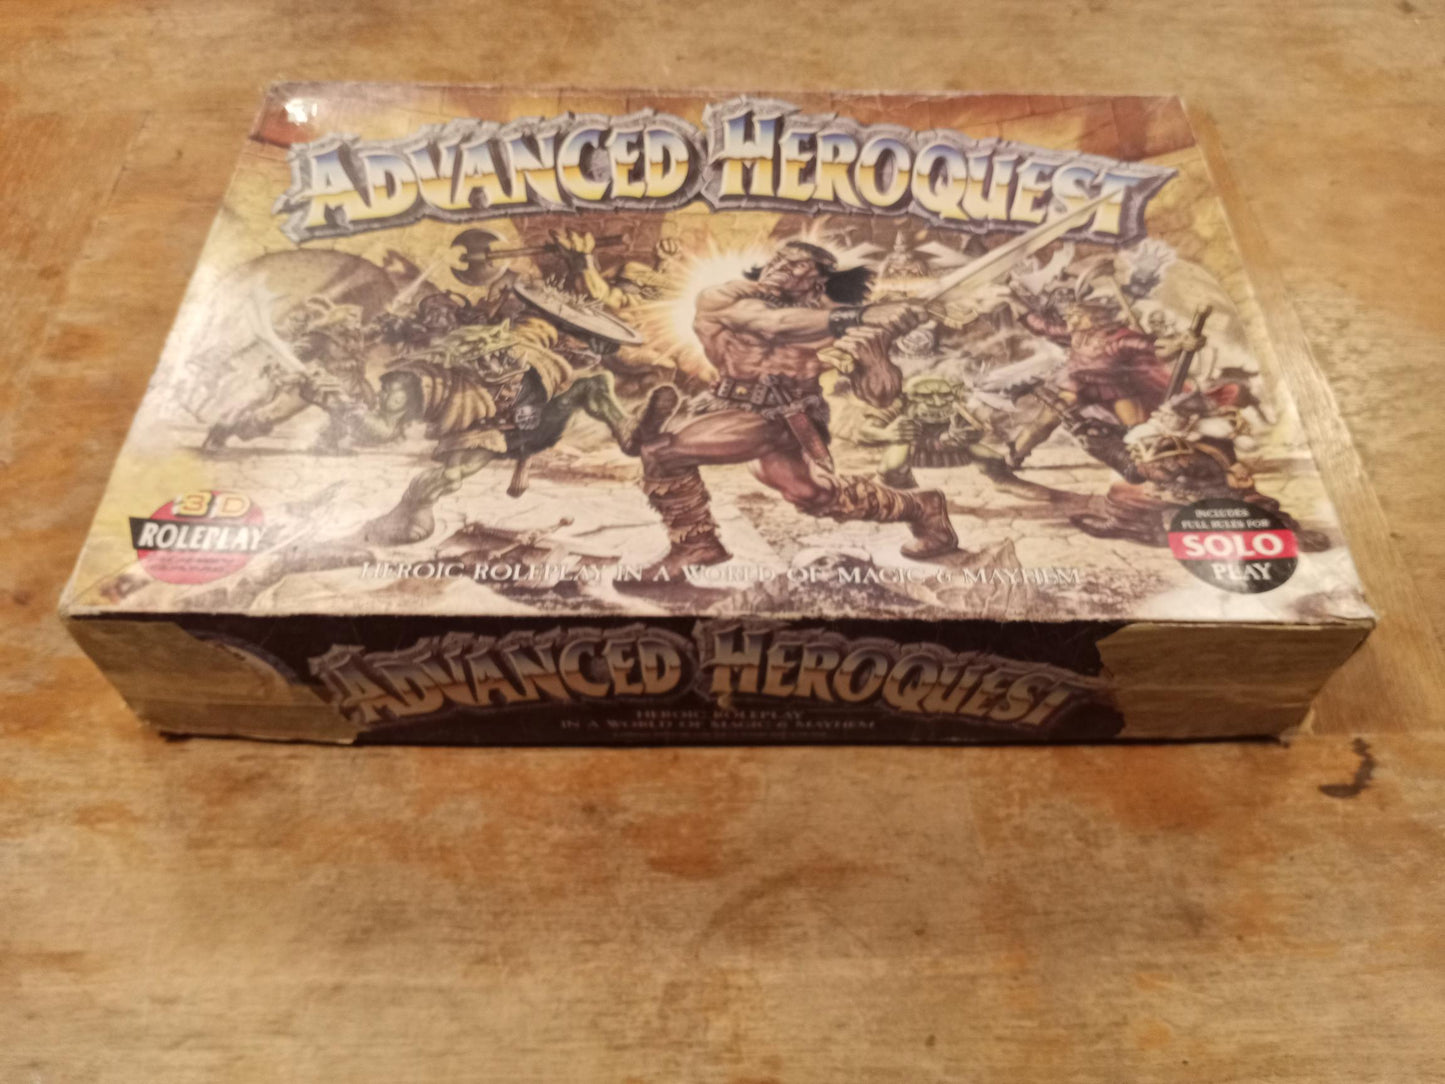 ADVANCED HEROQUEST
3D
ROLEPLAY
HEROIC ROLEPLAY IN A WORLD OF MAGIC & MAYHEM
INCLUDES
FULL RULES FOR
SOLO
PLAY
ADVANCED HEROQUEST
HEROIC ROLEPLAY
IN A WORLD OF MAGIC & MAYHEM